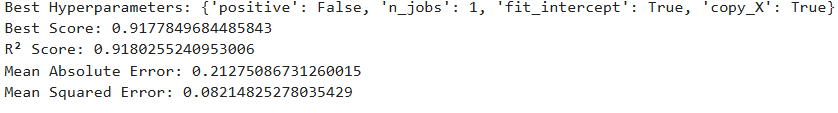 Best Hyperparameters: {'positive': False, 'n_jobs': 1, 'fit_intercept': True, 'copy_X': True}
Best Score: 0.9177849684485843
R² Score: 0.9180255240953006
Mean Absolute Error: 0.21275086731260015
Mean Squared Error: 0.08214825278035429